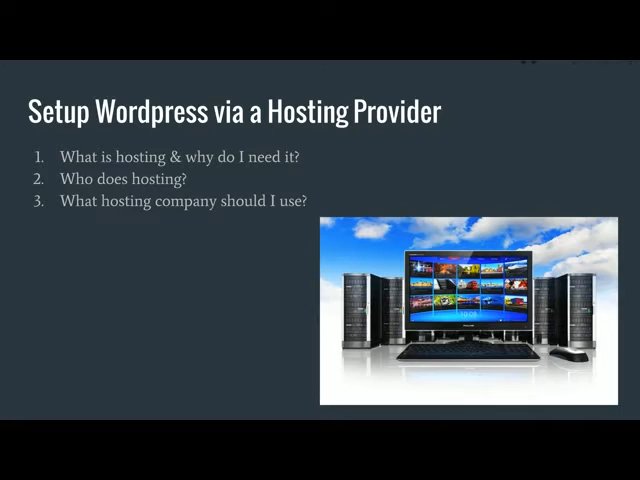 Setup Wordpress via a Hosting Provider
1. What is hosting & why do I need it?
2. Who does hosting?
3. What hosting company should I use?